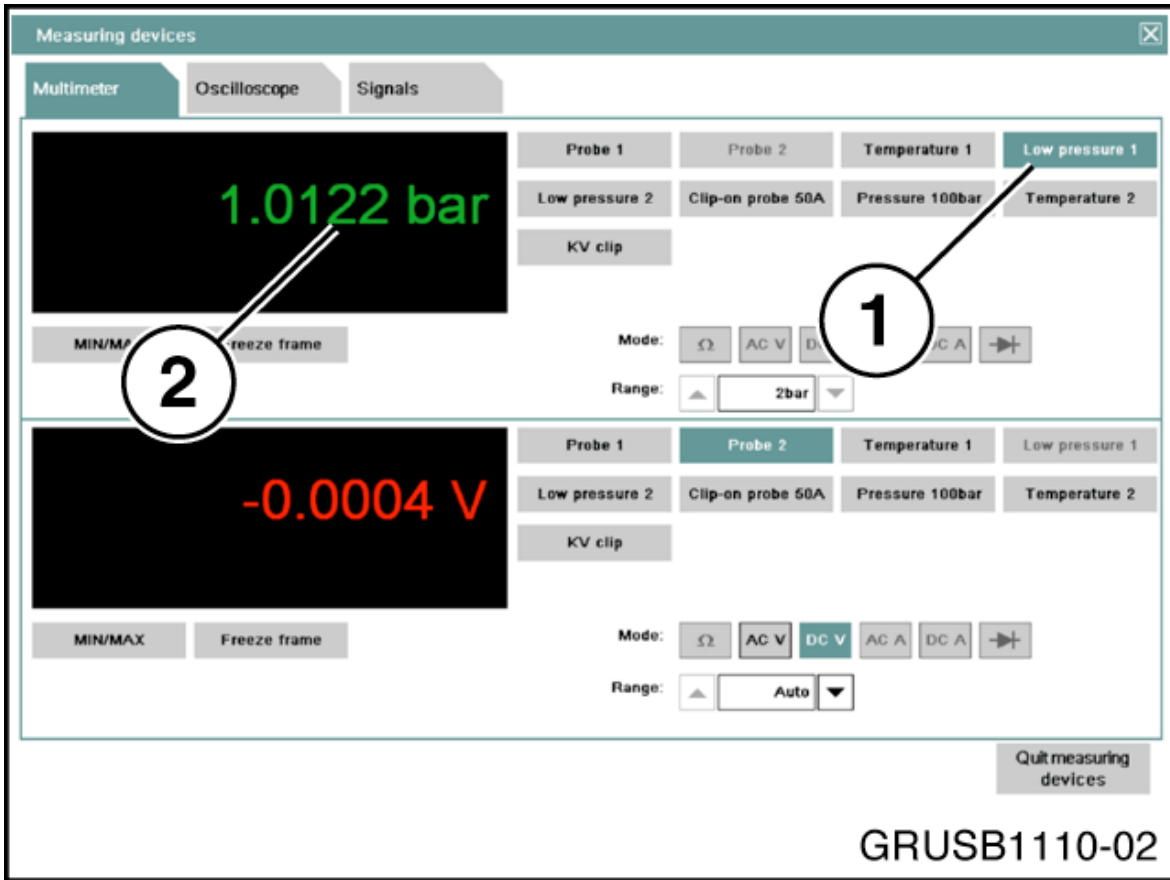 Measuring devices
Multimeter Oscilloscope Signals
Probe 1 Probe 2 Temperature 1 Low pressure 1
1.0122 bar
Low pressure 2 Clip-on probe 50A Pressure 100bar Temperature 2
KV clip
1
MIN/MA reeze frame
2
Mode: Ω AC V D C A
Range: 2bar
Probe 1 Probe 2 Temperature 1 Low pressure 1
-0.0004 V
Low pressure 2 Clip-on probe 50A Pressure 100bar Temperature 2
KV clip
MIN/MAX Freeze frame
Mode: Ω AC V DC V AC A DC A
Range: Auto
Quit measuring
devices
GRUSB1110-02